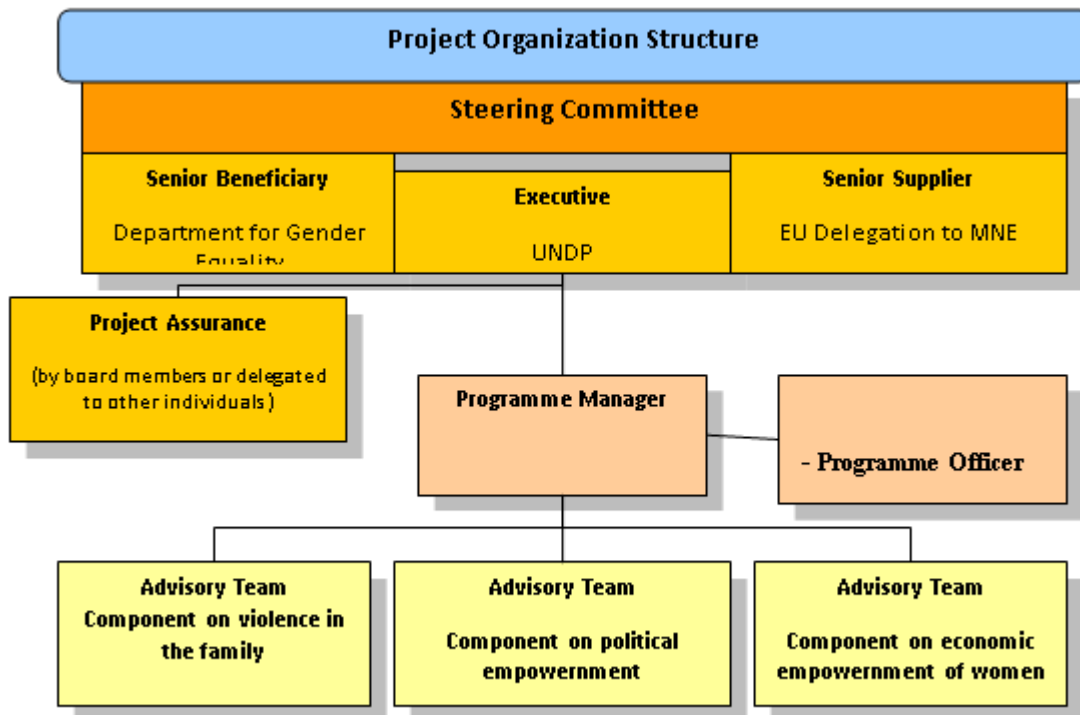 Project Organization Structure
Steering Committee
Senior Beneficiary
Department for Gender
Equality
Executive
UNDP
Senior Supplier
EU Delegation to MNE
Project Assurance
(by board members or delegated
to other individuals)
Programme Manager
- Programme Officer
Advisory Team
Component on violence in
the family
Advisory Team
Component on political
empowernment
Advisory Team
Component on economic
empowernment of women